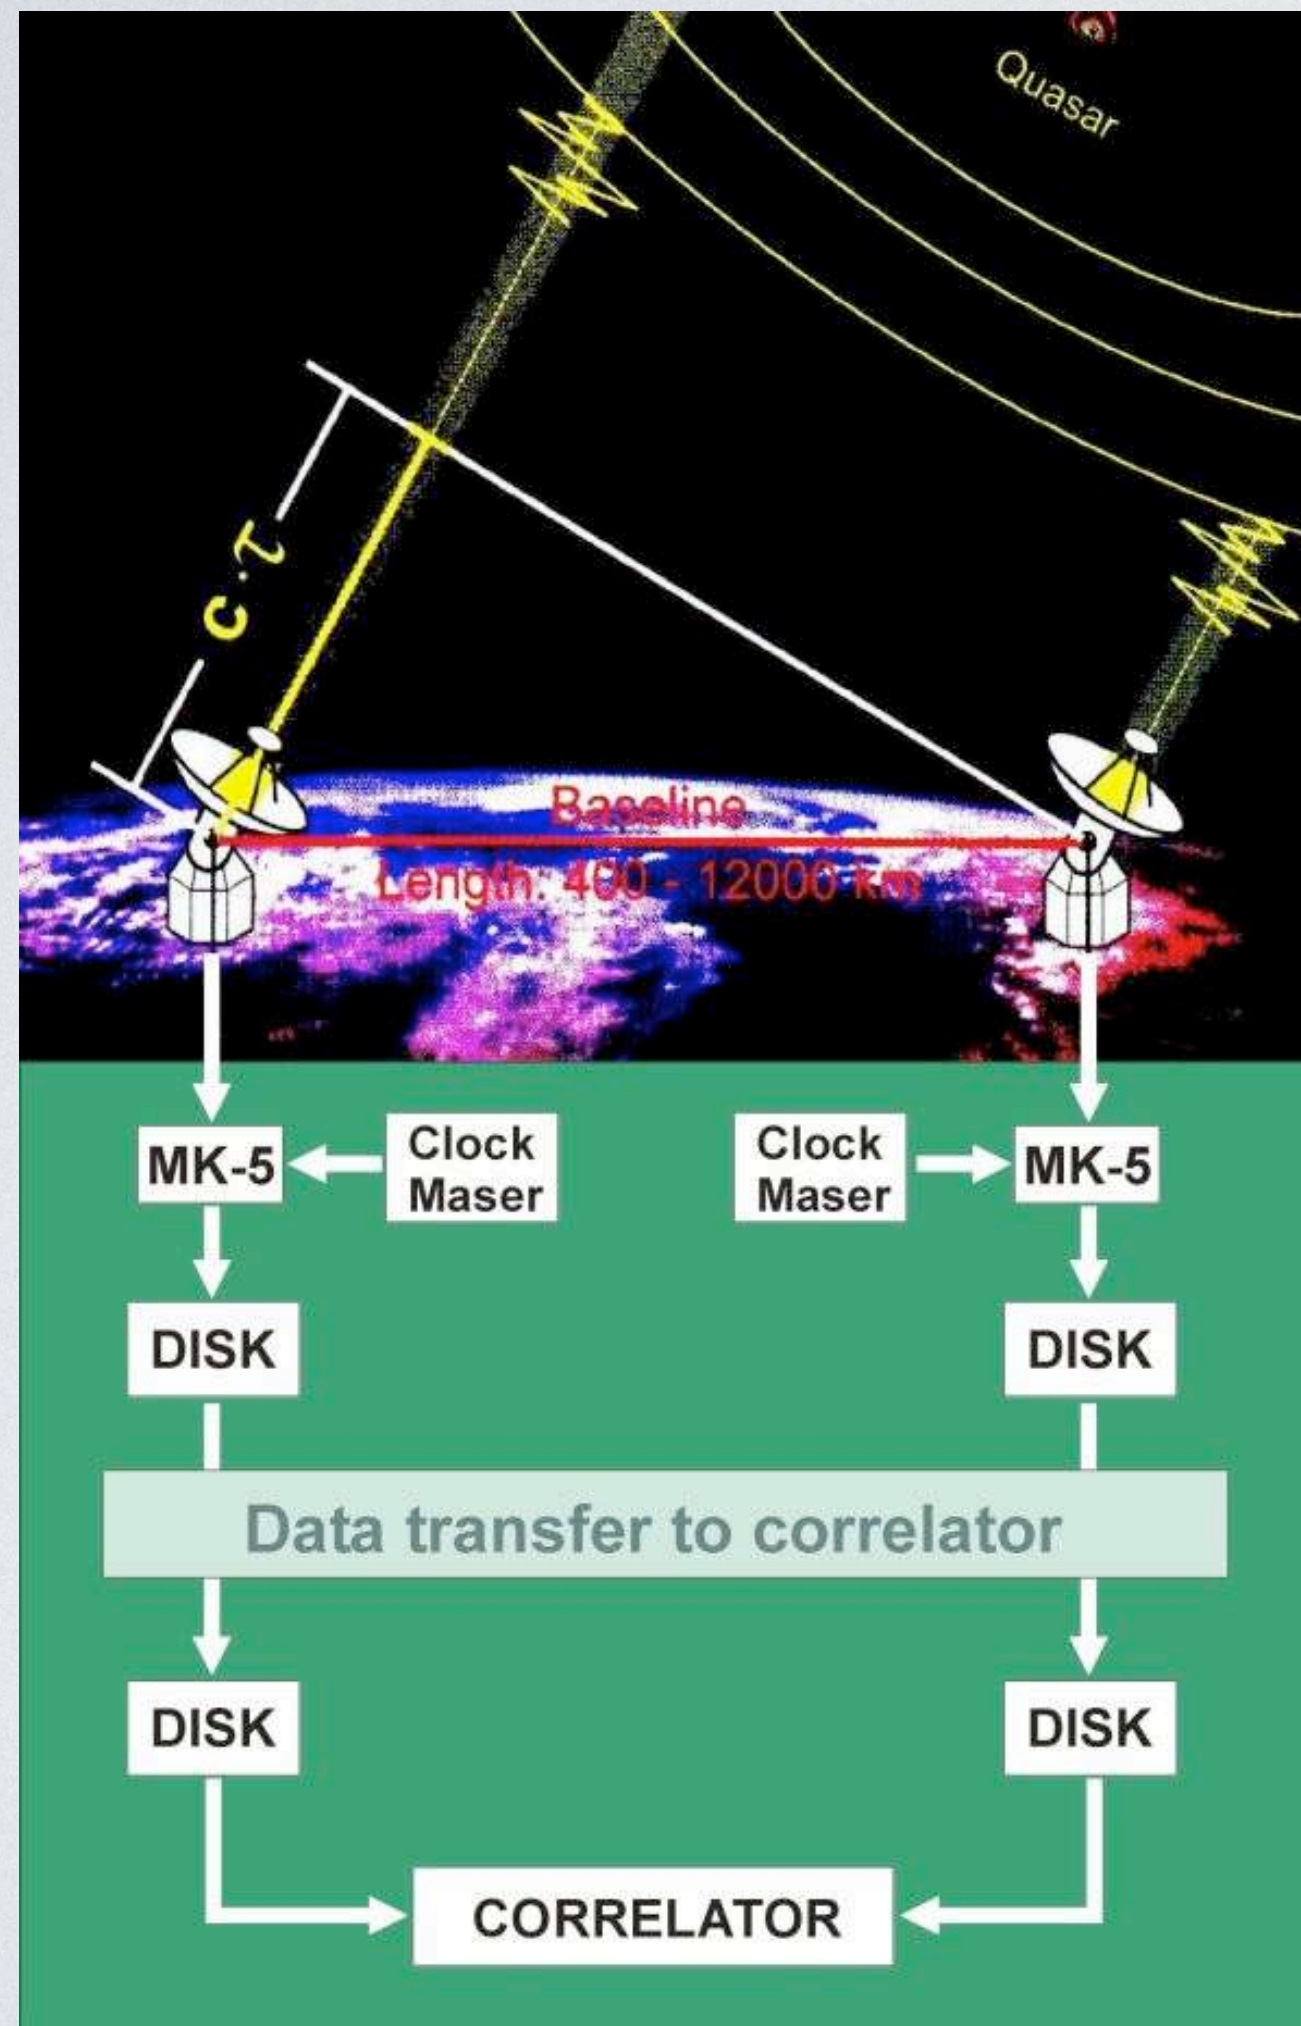 Quasar
c · τ
Baseline
Length: 400 - 12000 km
MK-5
Clock
Maser
Clock
Maser
MK-5
DISK
DISK
Data transfer to correlator
DISK
DISK
CORRELATOR